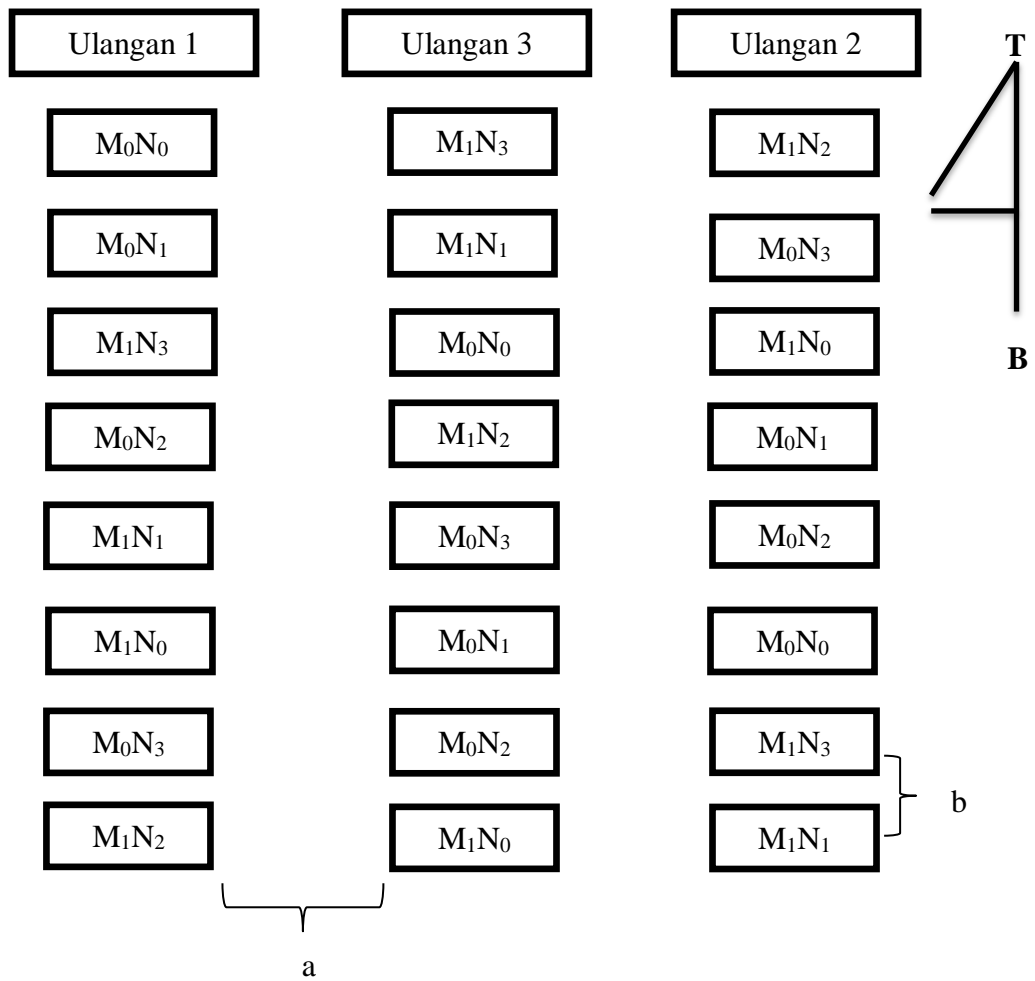 Ulangan 1 Ulangan 3 Ulangan 2
T
M₀N₀ M₁N₃ M₁N₂
M₀N₁ M₁N₁ M₀N₃
M₁N₃ M₀N₀ M₁N₀
B
M₀N₂ M₁N₂ M₀N₁
M₁N₁ M₀N₃ M₀N₂
M₁N₀ M₀N₁ M₀N₀
M₀N₃ M₀N₂ M₁N₃
b
M₁N₂ M₁N₀ M₁N₁
a